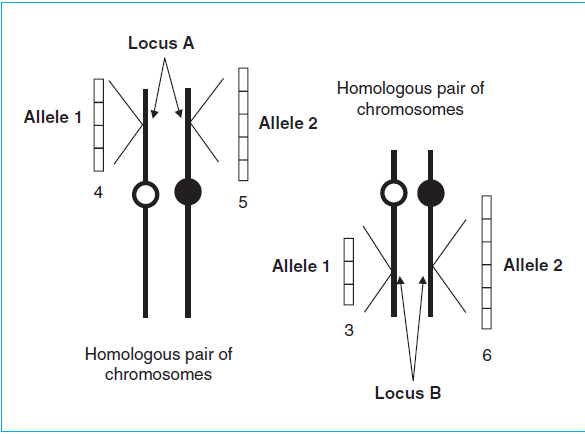 Locus A
Allele 1
Allele 2
4
5
Homologous pair of
chromosomes
Homologous pair of
chromosomes
Allele 1
Allele 2
3
6
Locus B